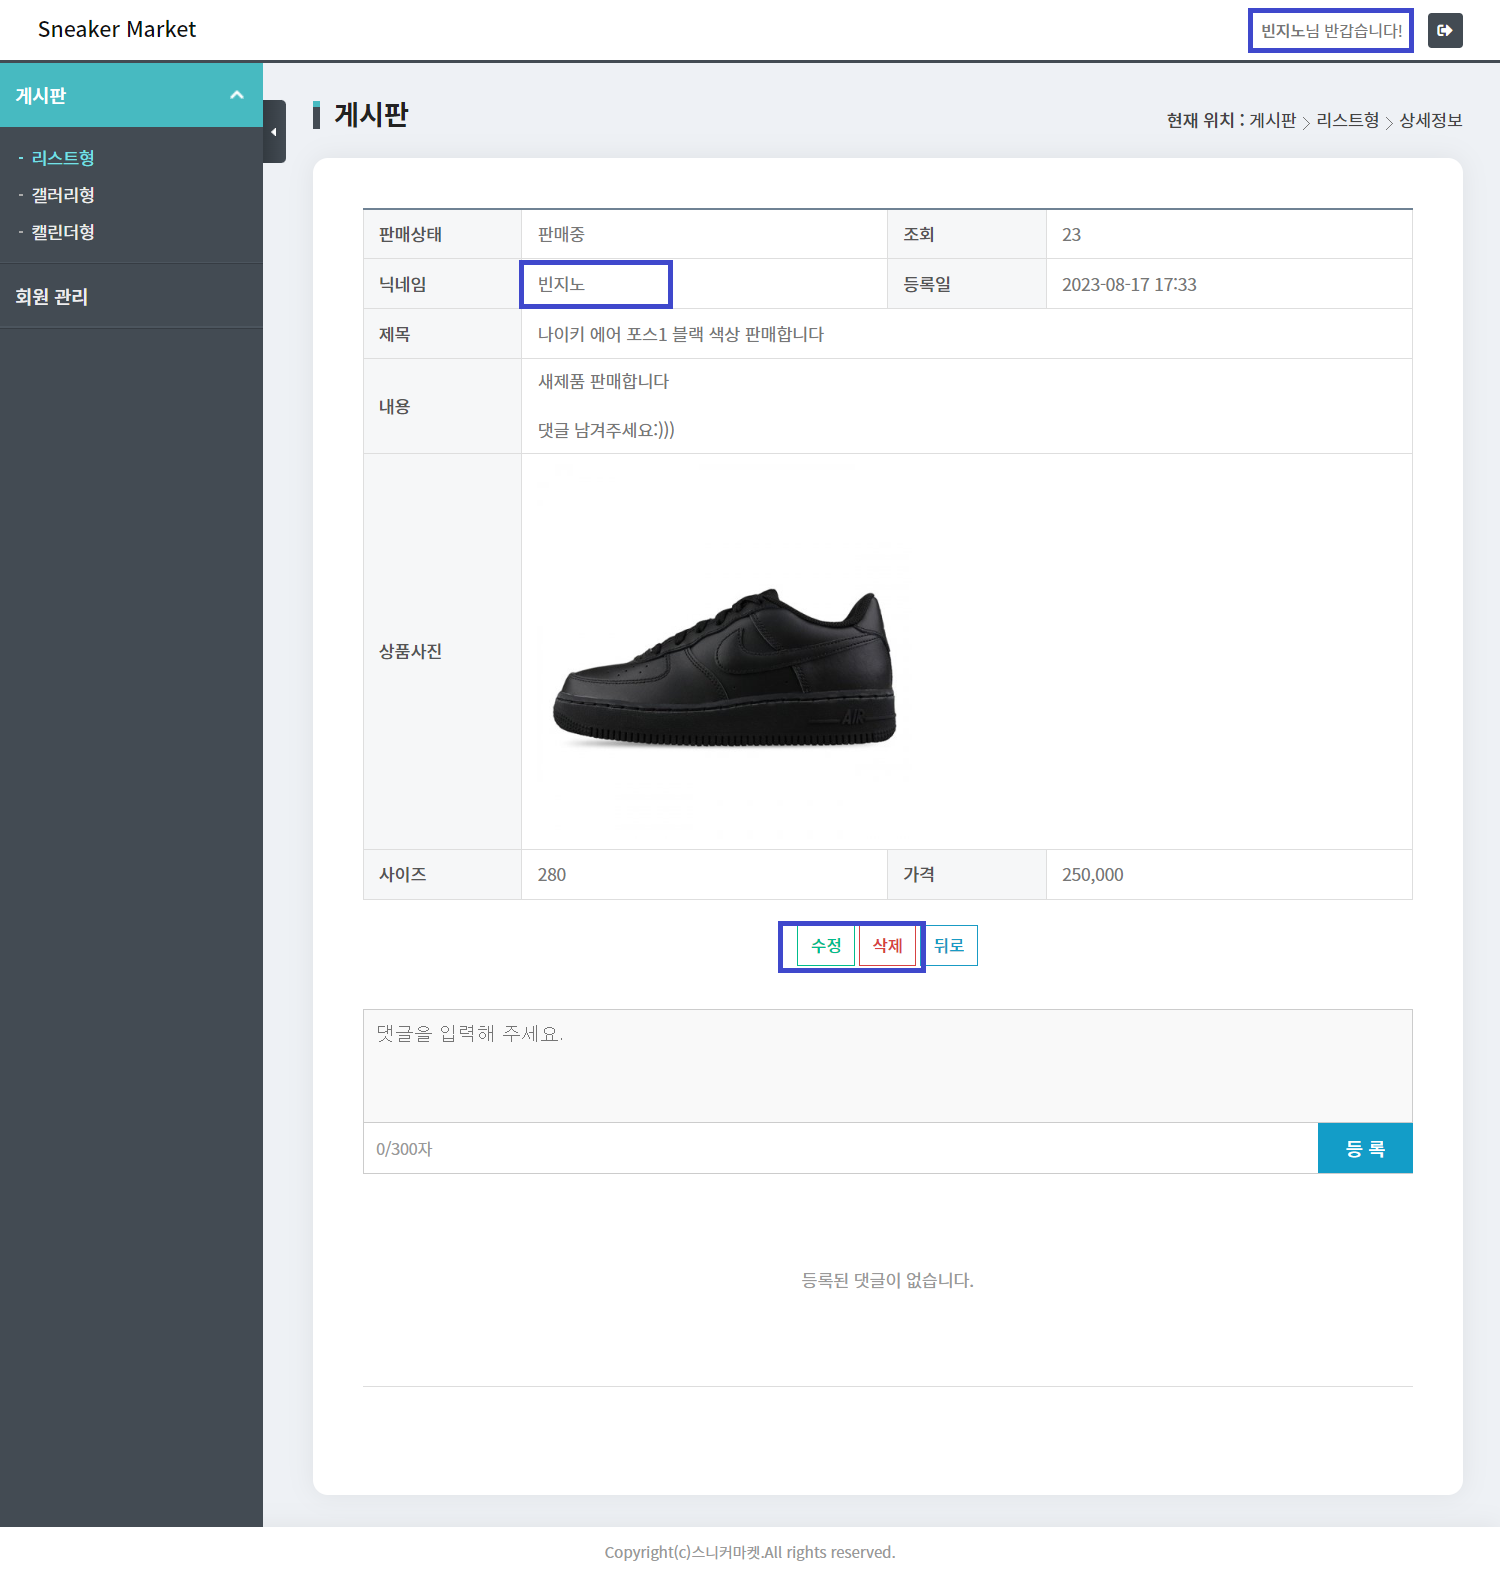 Sneaker Market
빈지노님 반갑습니다!
게시판
- 리스트형
- 갤러리형
- 캘린더형
회원 관리
게시판
현재 위치 : 게시판 > 리스트형 > 상세정보
판매상태 판매중 조회 23
닉네임 빈지노 등록일 2023-08-17 17:33
제목 나이키 에어 포스1 블랙 색상 판매합니다
내용 새제품 판매합니다
댓글 남겨주세요:)))
상품사진
AIR
사이즈 280 가격 250,000
수정 삭제 뒤로
댓글을 입력해 주세요.
0/300자 등 록
등록된 댓글이 없습니다.
Copyright(c)스니커마켓.All rights reserved.